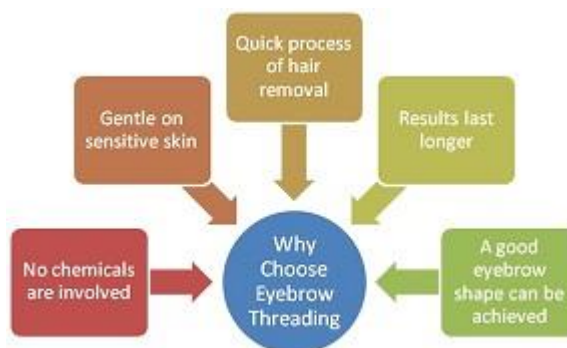 Quick process
of hair
removal
Gentle on
sensitive skin
Results last
longer
No chemicals
are involved
Why
Choose
Eyebrow
Threading
A good
eyebrow
shape can be
achieved